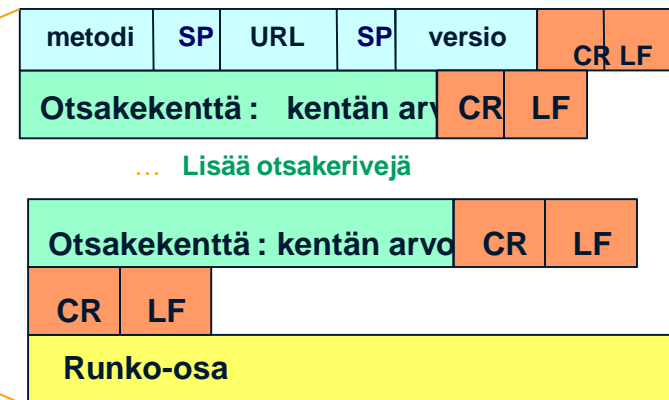 metodi SP URL SP versio CR LF
Otsakekenttä : kentän arv CR LF
... Lisää otsakerivejä
Otsakekenttä : kentän arvo CR LF
CR LF
Runko-osa